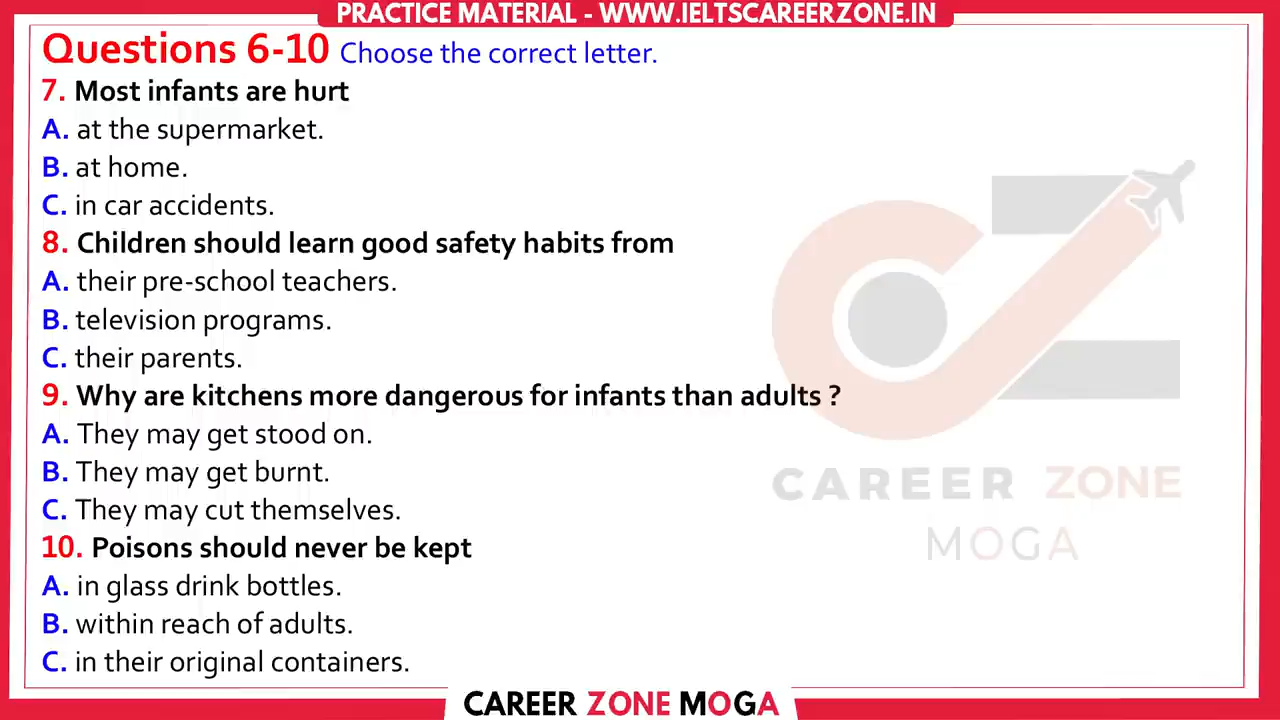 PRACTICE MATERIAL - WWW.IELTSCAREERZONE.IN
Questions 6-10 Choose the correct letter.
7. Most infants are hurt
A. at the supermarket.
B. at home.
C. in car accidents.
8. Children should learn good safety habits from
A. their pre-school teachers.
B. television programs.
C. their parents.
9. Why are kitchens more dangerous for infants than adults ?
A. They may get stood on.
B. They may get burnt.
C. They may cut themselves.
10. Poisons should never be kept
A. in glass drink bottles.
B. within reach of adults.
C. in their original containers.
CAREER ZONE
MOGA
CAREER ZONE MOGA